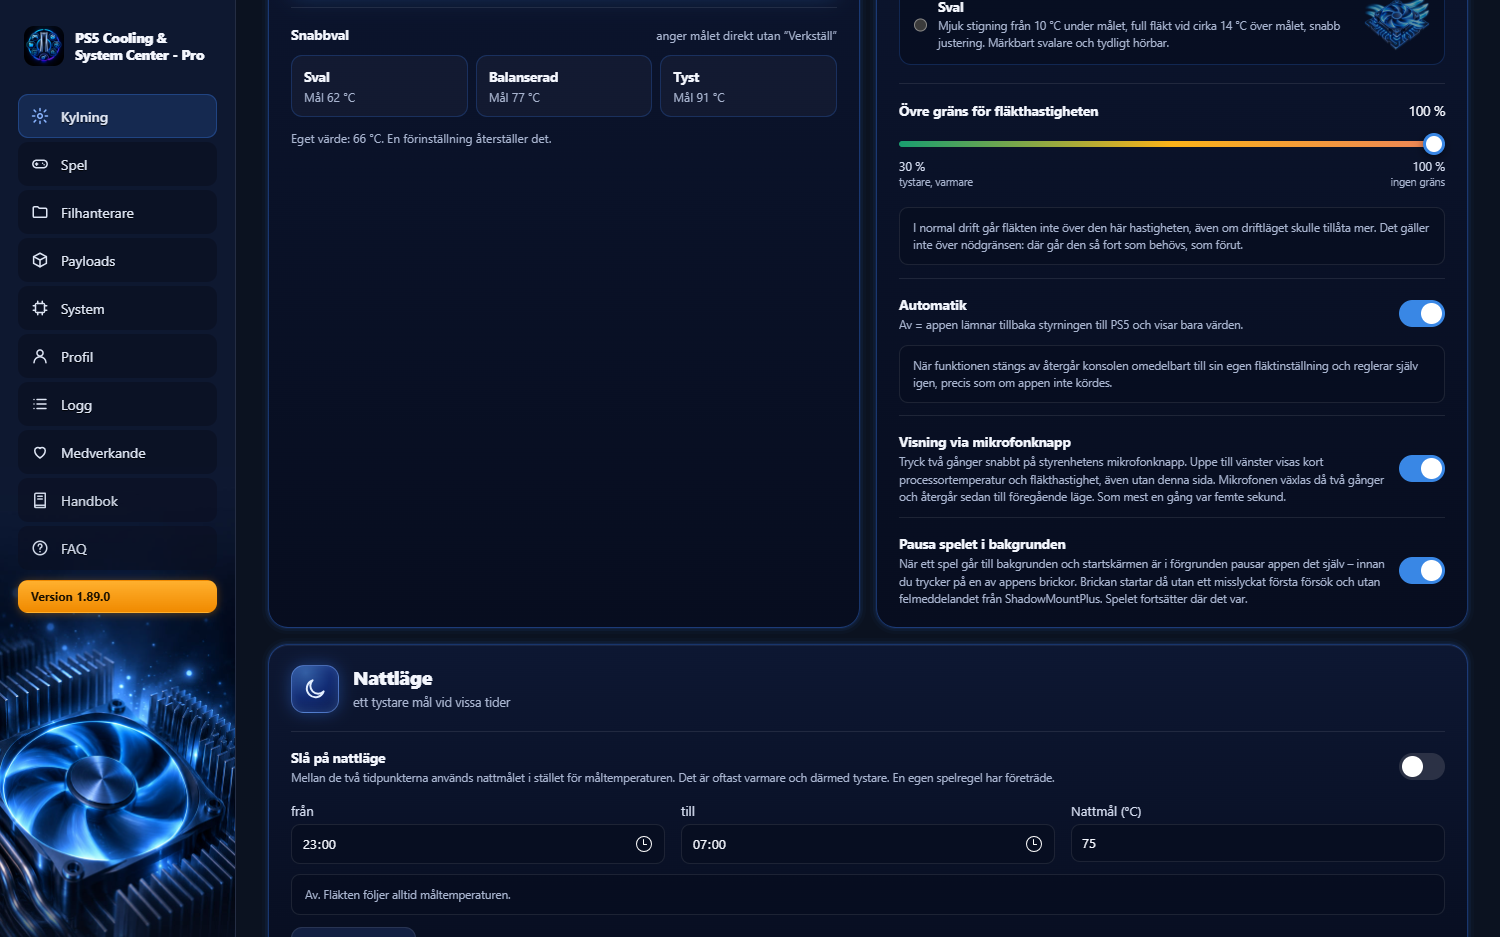 PS5 Cooling &
System Center - Pro
Kylning
Spel
Filhanterare
Payloads
System
Profil
Logg
Medverkande
Handbok
FAQ
Version 1.89.0
Snabbval
anger målet direkt utan "Verkställ"
Sval
Mål 62 °C
Balanserad
Mål 77 °C
Tyst
Mål 91 °C
Eget värde: 66 °C. En förinställning återställer det.
Sval
Mjuk stigning från 10 °C under målet, full fläkt vid cirka 14 °C över målet, snabb
justering. Märkbart svalare och tydligt hörbar.
Övre gräns för fläkthastigheten
100 %
30 %
100 %
tystare, varmare
ingen gräns
I normal drift går fläkten inte över den här hastigheten, även om driftläget skulle tillåta mer. Det gäller
inte över nödgränsen: där går den så fort som behövs, som förut.
Automatik
Av = appen lämnar tillbaka styrningen till PS5 och visar bara värden.
När funktionen stängs av återgår konsolen omedelbart till sin egen fläktinställning och reglerar själv
igen, precis som om appen inte kördes.
Visning via mikrofonknapp
Tryck två gånger snabbt på styrenhetens mikrofonknapp. Uppe till vänster visas kort
processortemperatur och fläkthastighet, även utan denna sida. Mikrofonen växlas då två gånger
och återgår sedan till föregående läge. Som mest en gång var femte sekund.
Pausa spelet i bakgrunden
När ett spel går till bakgrunden och startskärmen är i förgrunden pausar appen det själv – innan
du trycker på en av appens brickor. Brickan startar då utan ett misslyckat första försök och utan
felmeddelandet från ShadowMountPlus. Spelet fortsätter där det var.
Nattläge
ett tystare mål vid vissa tider
Slå på nattläge
Mellan de två tidpunkterna används nattmålet i stället för måltemperaturen. Det är oftast varmare och därmed tystare. En egen spelregel har företräde.
från
till
Nattmål (°C)
23:00
07:00
75
Av. Fläkten följer alltid måltemperaturen.